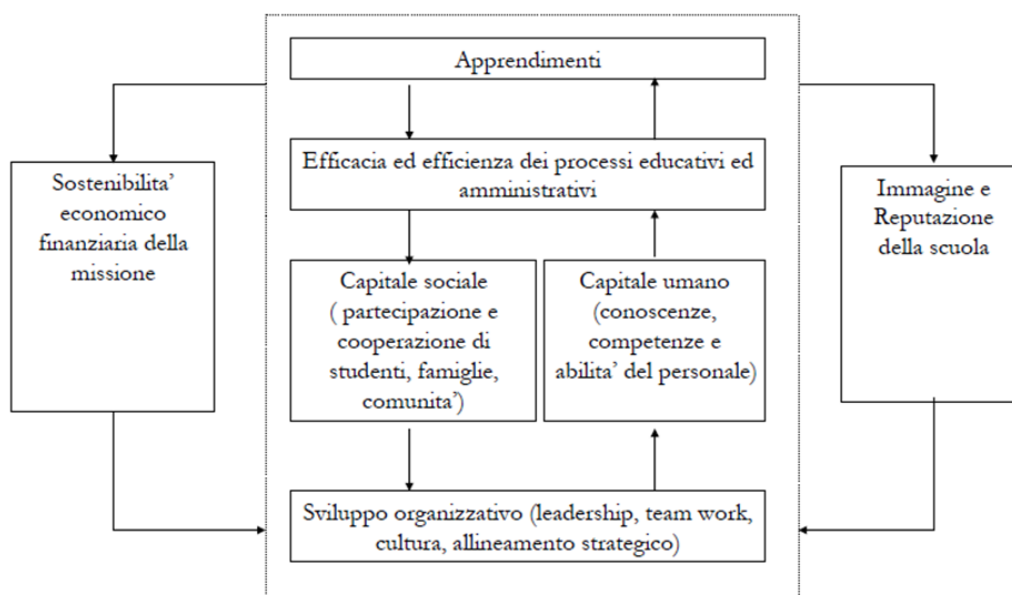 Apprendimenti
Efficacia ed efficienza dei processi educativi ed
amministrativi
Sostenibilita'
economico
finanziaria della
missione
Immagine e
Reputazione
della scuola
Capitale sociale
( partecipazione e
cooperazione di
studenti, famiglie,
comunita')
Capitale umano
(conoscenze,
competenze e
abilita' del personale)
Sviluppo organizzativo (leadership, team work,
cultura, allineamento strategico)